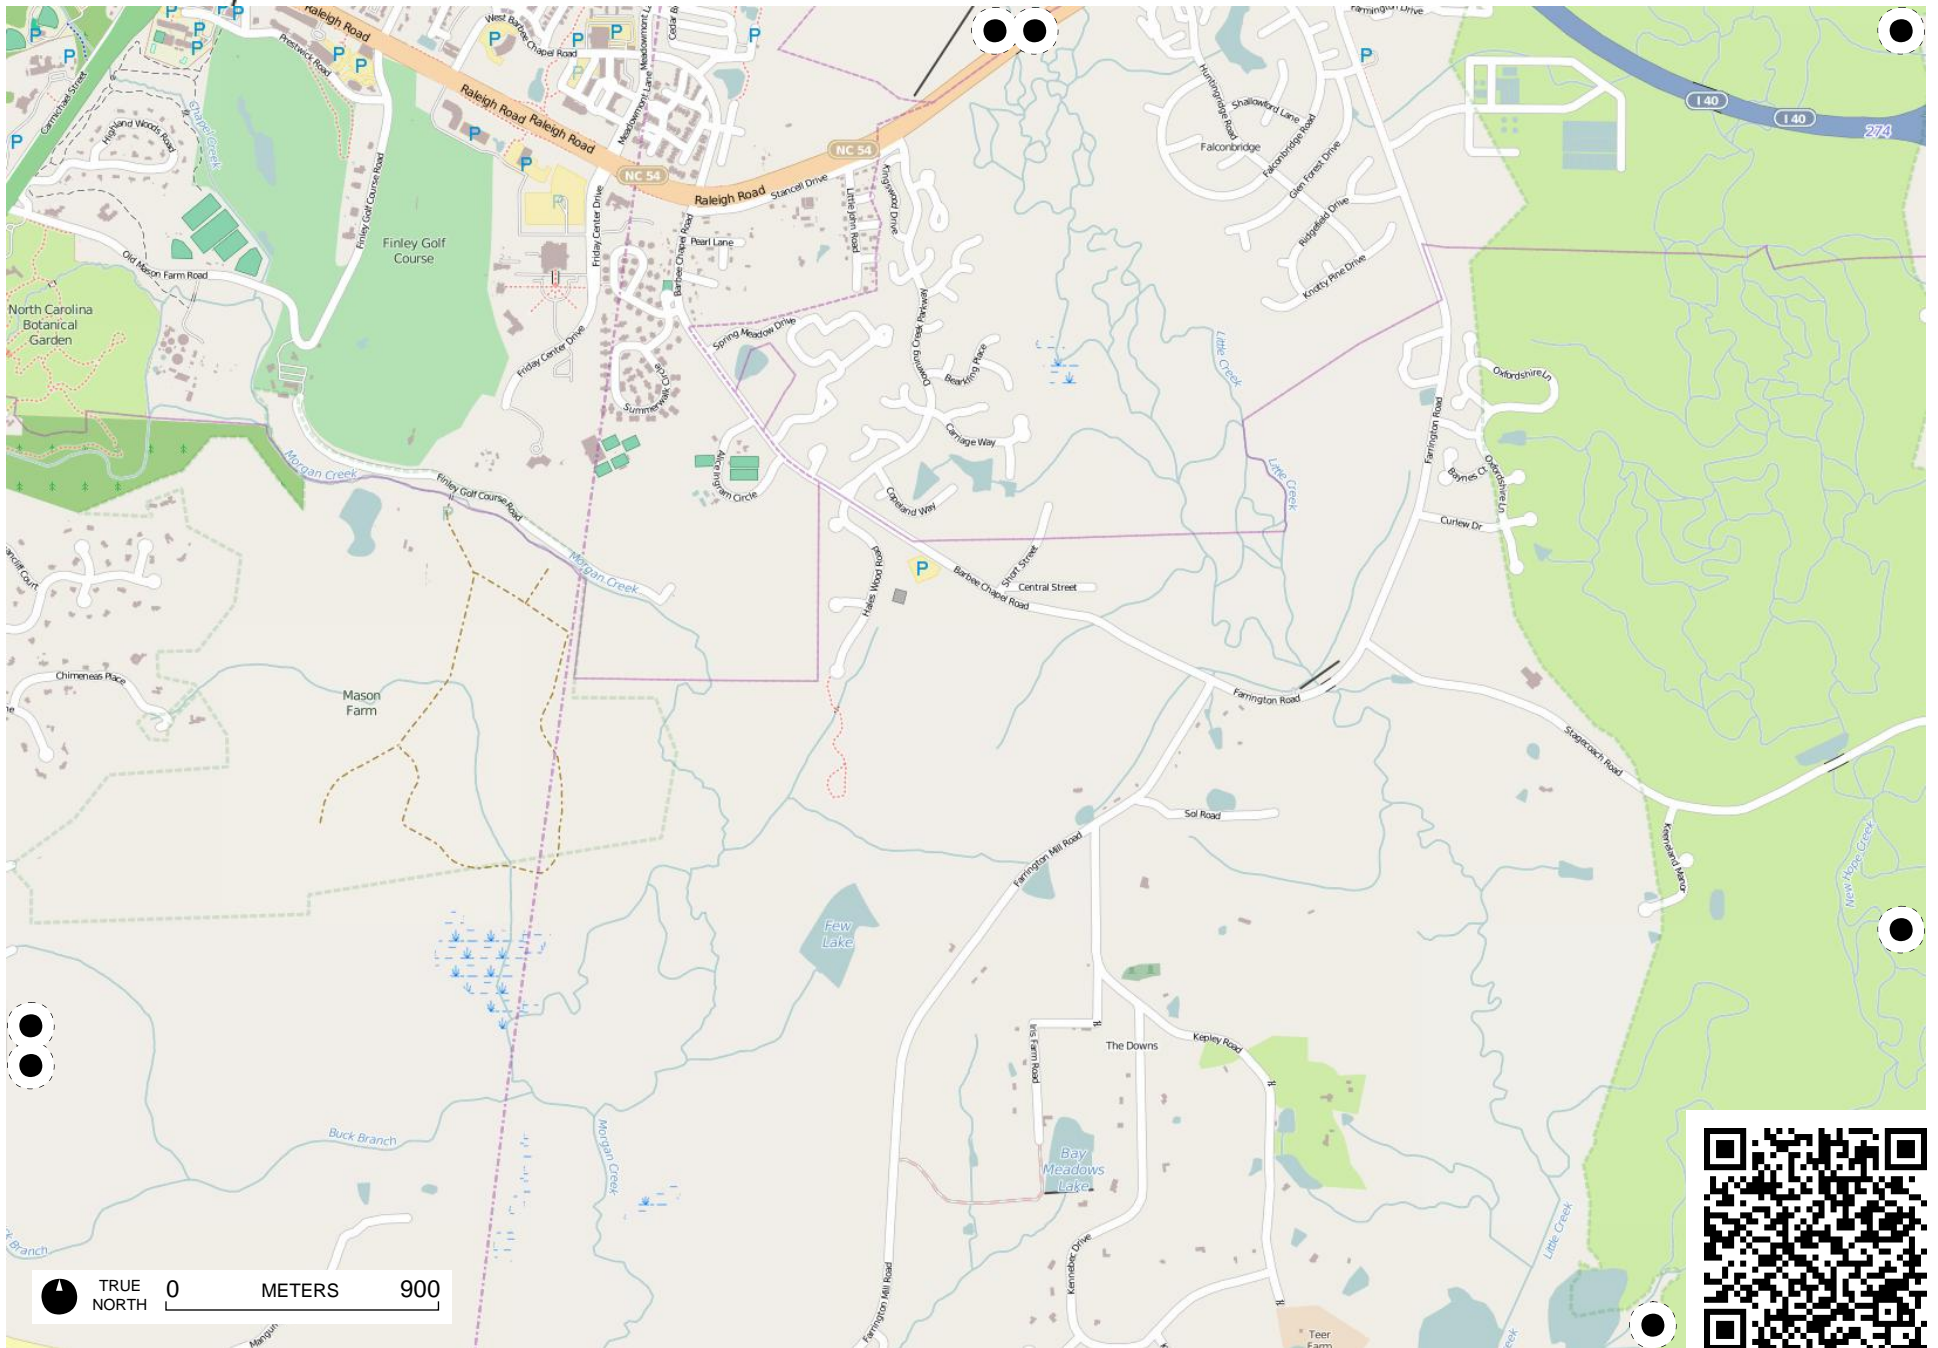 Raleigh Road
West Barbee Chapel Road
Meadowmont Lane
Farmington Drive
Prestwick Road
Carmichael Street
Chapel Creek
Highland Woods Road
Raleigh Road
Raleigh Road
Meadowmont Lane
Huntingridge Road
Shallowford Lane
Falconbridge Road
I 40
I 40
274
Falconbridge
Glen Forest Drive
NC 54
NC 54
Raleigh Road
Stancell Drive
Kingswood Drive
Little John Road
Finley Golf Course Road
Friday Center Drive
Barbee Chapel Road
Pearl Lane
Ridgefield Drive
Finley Golf
Course
Old Mason Farm Road
Knotty Pine Drive
North Carolina
Botanical
Garden
Spring Meadow Drive
Downing Creek Parkway
Friday Center Drive
Summerwalk Circle
Bearkling Place
Little Creek
Oxfordshire Ln
Farrington Road
Carriage Way
Alice Ingram Circle
Copeland Way
Morgan Creek
Finley Golf Course Road
Little Creek
Baynes Ct
Oxfordshire Ln
Curlew Dr
Morgan Creek
Hales Wood Road
P
Barbee Chapel Road
Short Street
Central Street
Chimeneas Place
Mason
Farm
Farrington Road
Stagecoach Road
Sol Road
Farrington Mill Road
Keeneland Manor
New Hope Creek
Few
Lake
Iris Farm Road
The Downs
Kepley Road
Buck Branch
Morgan Creek
Bay
Meadows
Lake
Kennebec Drive
Little Creek
Farrington Mill Road
TRUE
NORTH
0 METERS 900
Teer
Farm